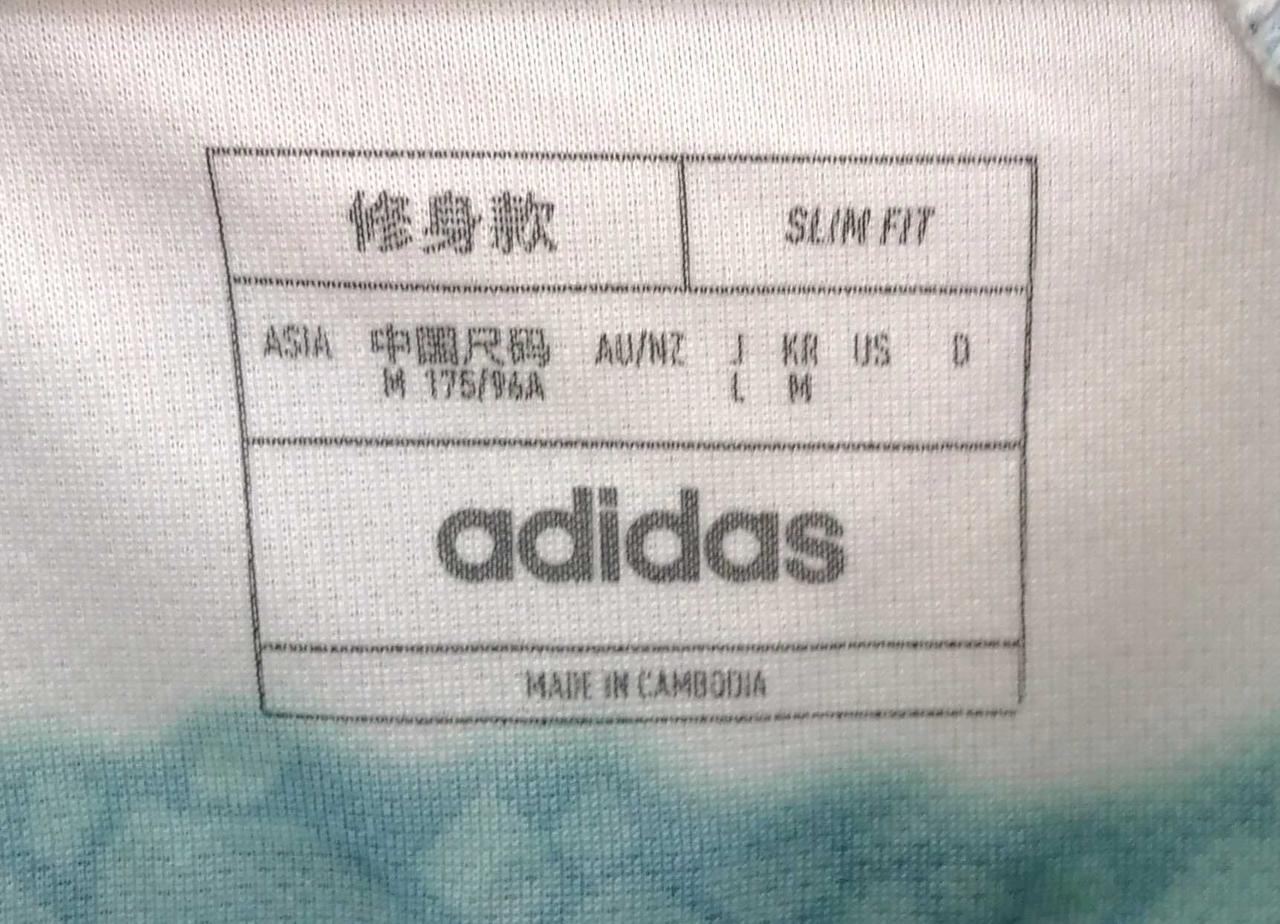 修身款 SLIM FIT
ASIA 中国尺码 AU/NZ J KR US D
M 175/96A L M
adidas
MADE IN CAMBODIA